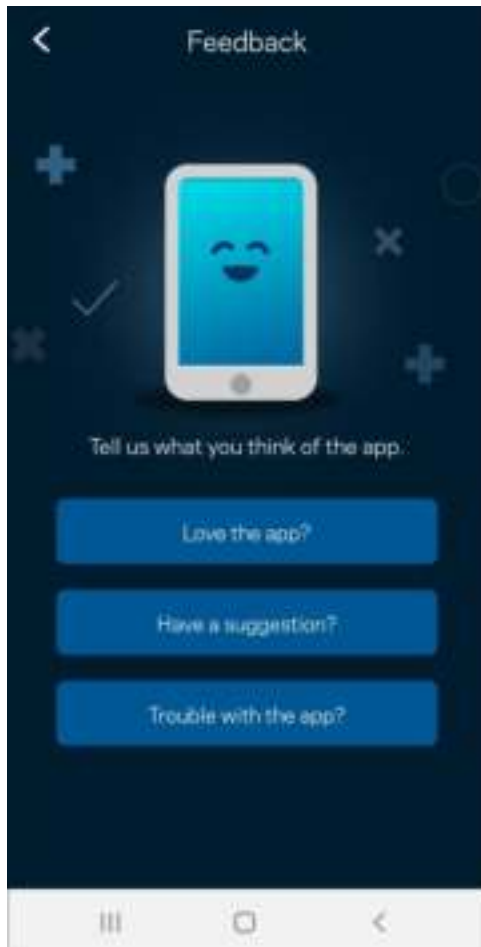 Feedback
Tell us what you think of the app.
Love the app?
Have a suggestion?
Trouble with the app?